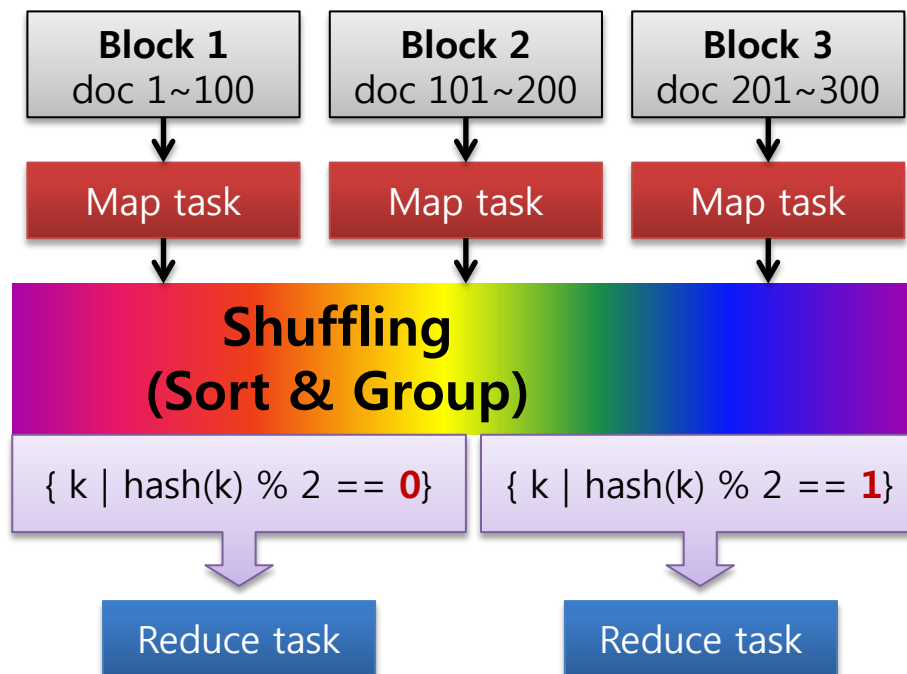 Block 1
doc 1~100
Block 2
doc 101~200
Block 3
doc 201~300
Map task
Map task
Map task
Shuffling
(Sort & Group)
{ k | hash(k) % 2 == 0}
{ k | hash(k) % 2 == 1}
Reduce task
Reduce task